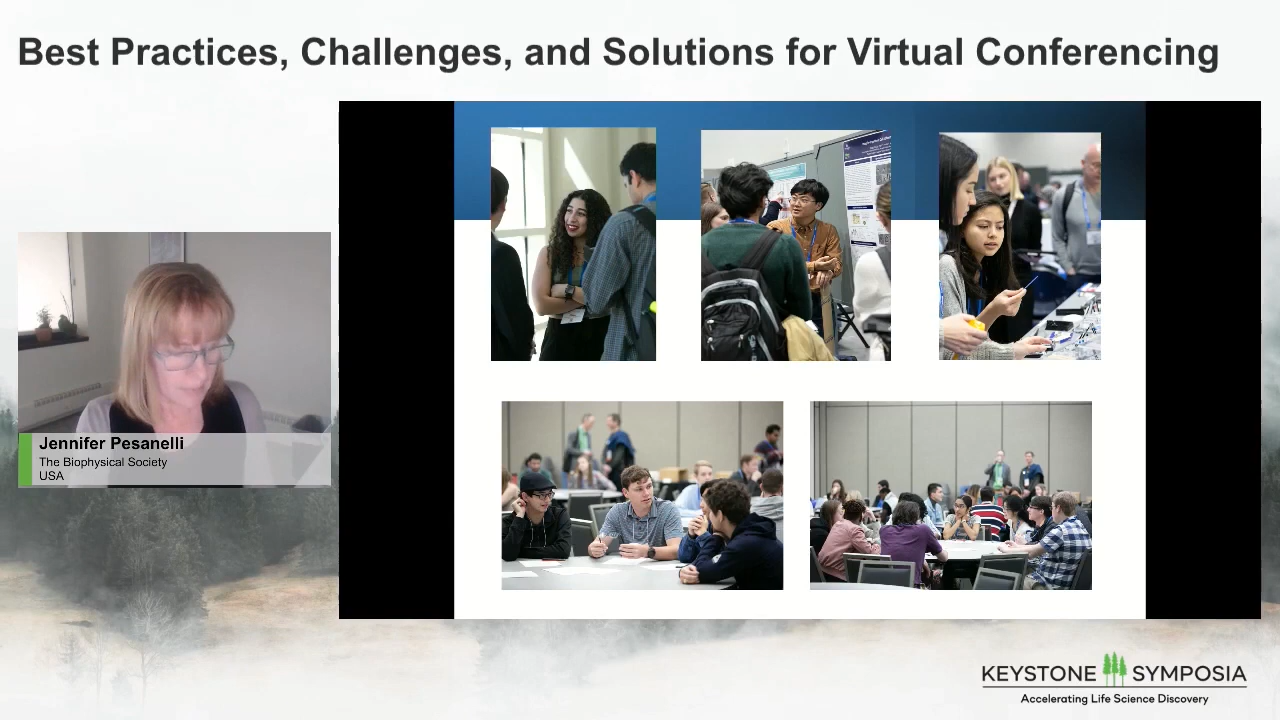 Best Practices, Challenges, and Solutions for Virtual Conferencing
Jennifer Pesanelli
The Biophysical Society
USA
KEYSTONE SYMPOSIA
Accelerating Life Science Discovery